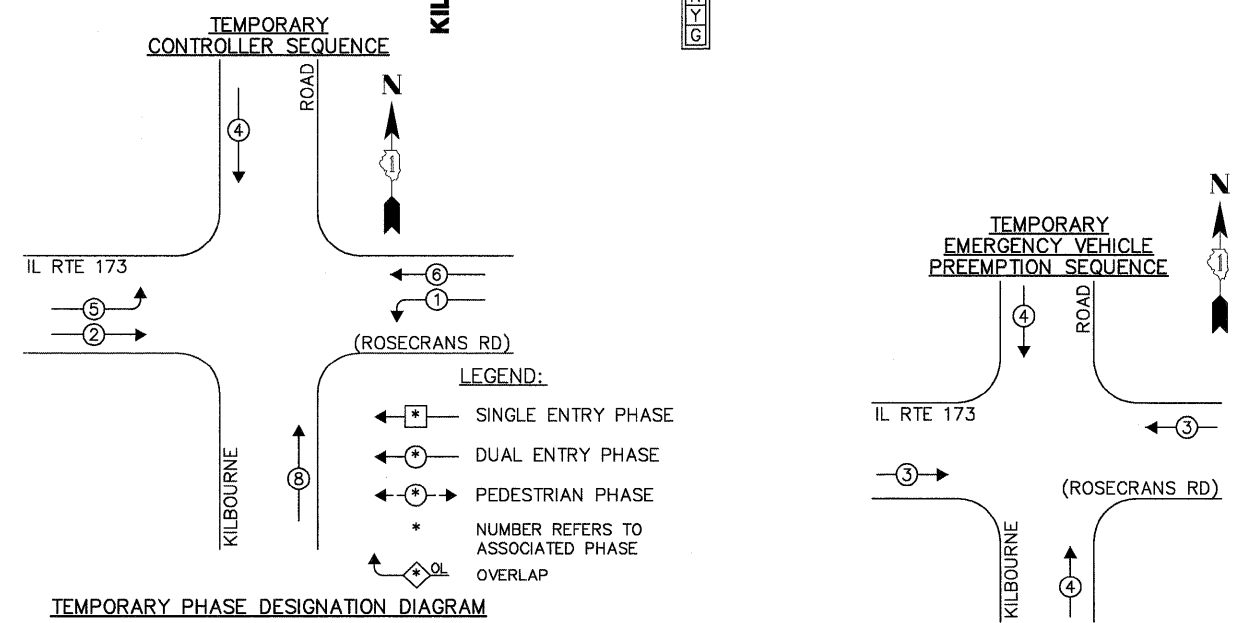 KIL
Y
G
TEMPORARY
CONTROLLER SEQUENCE
ROAD
N
1
4
IL RTE 173
6
1
5
2
(ROSECRANS RD)
KILBOURNE
8
LEGEND:
* SINGLE ENTRY PHASE
* DUAL ENTRY PHASE
* PEDESTRIAN PHASE
* NUMBER REFERS TO
ASSOCIATED PHASE
* OL OVERLAP
TEMPORARY PHASE DESIGNATION DIAGRAM
N
1
TEMPORARY
EMERGENCY VEHICLE
PREEMPTION SEQUENCE
4
ROAD
IL RTE 173
3
3
(ROSECRANS RD)
KILBOURNE
4